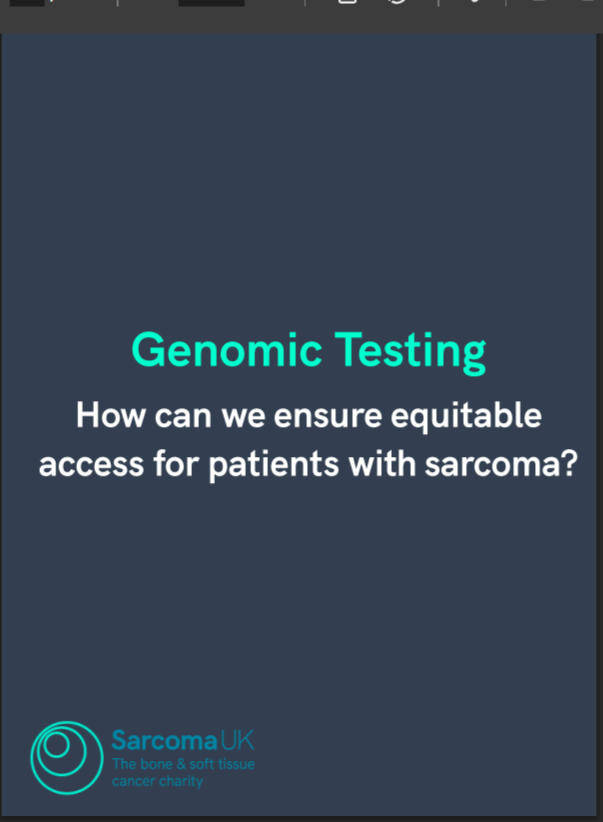 Genomic Testing
How can we ensure equitable
access for patients with sarcoma?
SarcomaUK
The bone & soft tissue
cancer charity